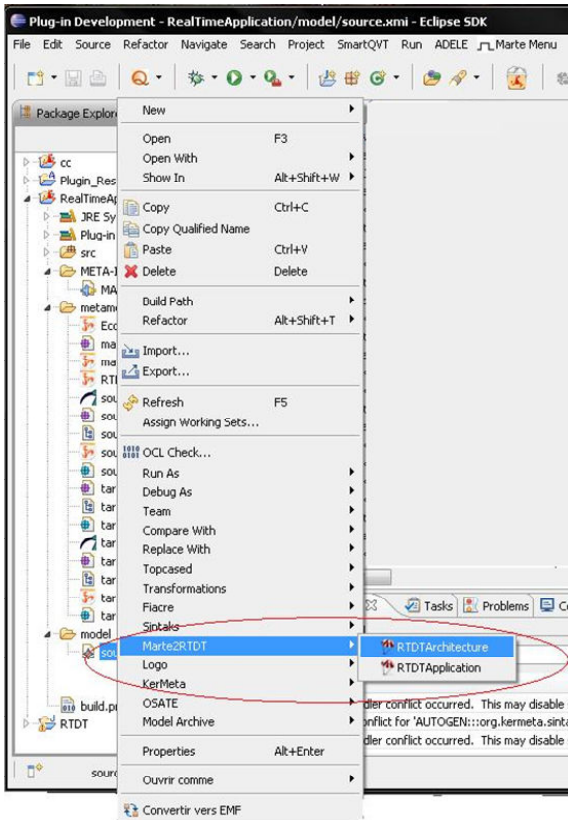 Plug-in Development - RealTimeApplication/model/source.xmi - Eclipse SDK
File Edit Source Refactor Navigate Search Project SmartQVT Run ADELE Marte Menu
Package Explor
New
Open F3
Open With
Show In Alt+Shift+W
Copy Ctrl+C
Copy Qualified Name
Paste Ctrl+V
Delete Delete
Build Path
Refactor Alt+Shift+T
Import...
Export...
Refresh F5
Assign Working Sets...
OCL Check...
Run As
Debug As
Team
Compare With
Replace With
Topcased
Transformations
Fiacre
Sintaks
Marte2RTDT
Logo
KerMeta
OSATE
Model Archive
Properties Alt+Enter
Ouvrir comme
Convertir vers EMF
RTDTArchitecture
RTDTApplication
cc
Plugin_Res
RealTimeAp
JRE Sy
Plug-in
src
META-I
MA
metamo
Ecc
ma
ma
RTI
sou
sou
sou
sou
sou
tar
tar
tar
tar
tar
tar
tar
tar
model
sou
build.pr
RTDT
Tasks Problems Co
dler conflict occurred. This may disable
onflict for 'AUTOGEN:::org.kermeta.sinta
dler conflict occurred. This may disable
sourc